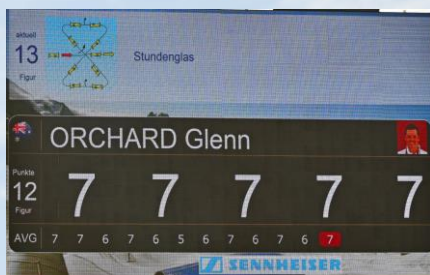 aktuell
13
Figur
Stundenglas
ORCHARD Glenn
Punkte
12
Figur
7 7 7 7 7
AVG 7 7 6 7 6 5 6 7 6 7 6 7
SENNHEISER